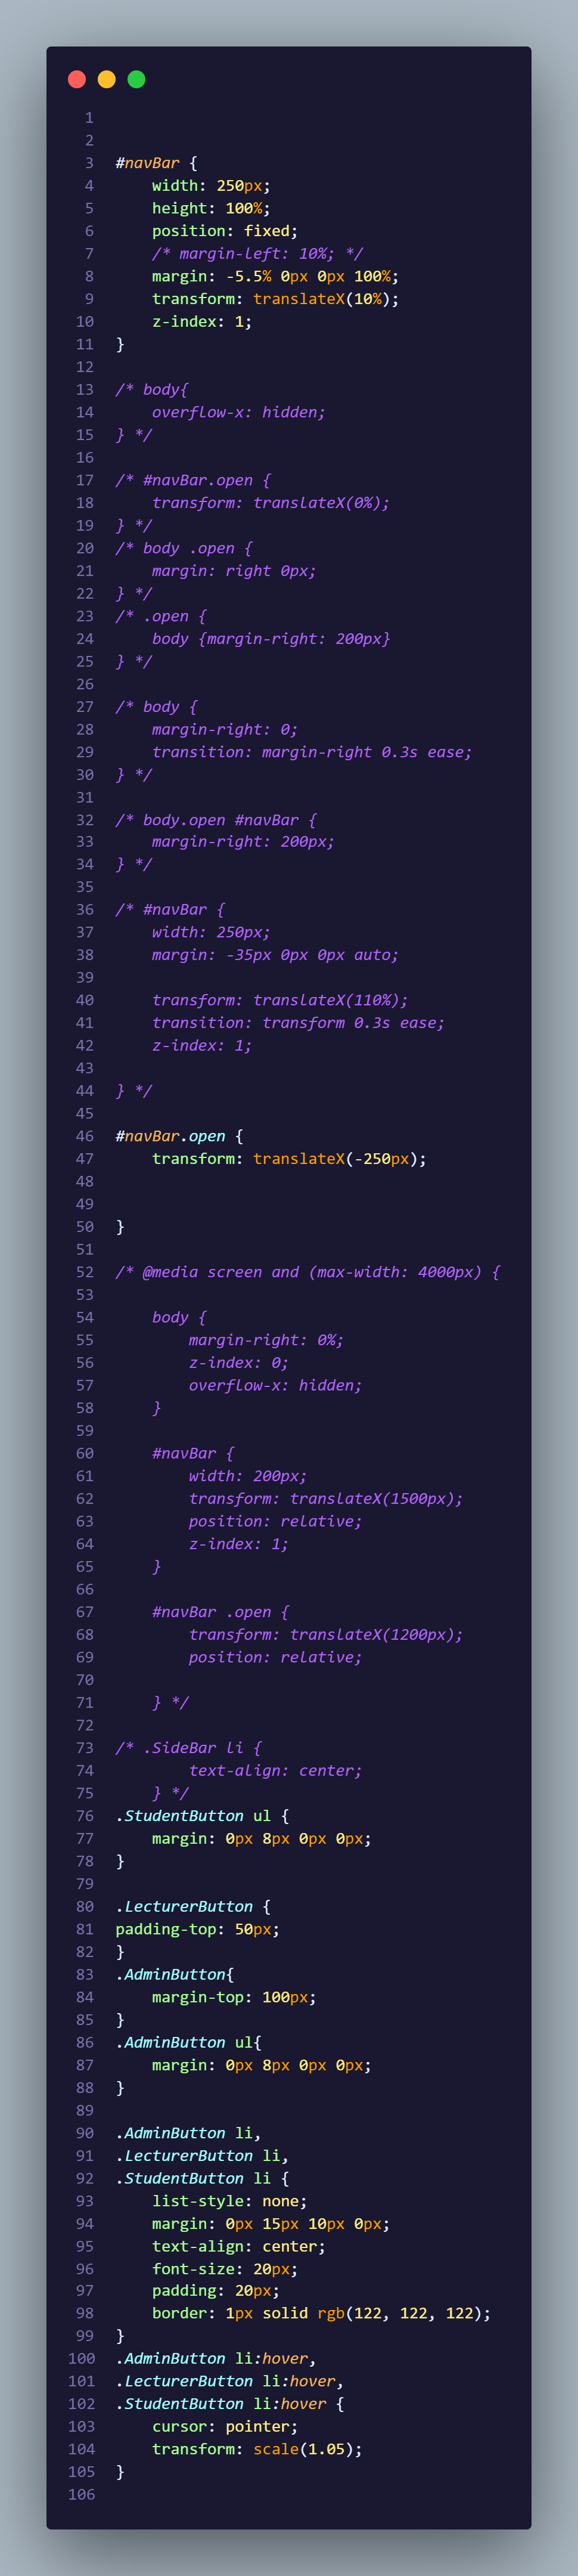 1
2
3 #navBar {
4     width: 250px;
5     height: 100%;
6     position: fixed;
7     /* margin-left: 10%; */
8     margin: -5.5% 0px 0px 100%;
9     transform: translateX(10%);
10     z-index: 1;
11 }
12
13 /* body{
14     overflow-x: hidden;
15 } */
16
17 /* #navBar.open {
18     transform: translateX(0%);
19 } */
20 /* body .open {
21     margin: right 0px;
22 } */
23 /* .open {
24     body {margin-right: 200px}
25 } */
26
27 /* body {
28     margin-right: 0;
29     transition: margin-right 0.3s ease;
30 } */
31
32 /* body.open #navBar {
33     margin-right: 200px;
34 } */
35
36 /* #navBar {
37     width: 250px;
38     margin: -35px 0px 0px auto;
39
40     transform: translateX(110%);
41     transition: transform 0.3s ease;
42     z-index: 1;
43
44 } */
45
46 #navBar.open {
47     transform: translateX(-250px);
48
49
50 }
51
52 /* @media screen and (max-width: 4000px) {
53
54     body {
55         margin-right: 0%;
56         z-index: 0;
57         overflow-x: hidden;
58     }
59
60     #navBar {
61         width: 200px;
62         transform: translateX(1500px);
63         position: relative;
64         z-index: 1;
65     }
66
67     #navBar .open {
68         transform: translateX(1200px);
69         position: relative;
70
71     } */
72
73 /* .SideBar li {
74         text-align: center;
75     } */
76 .StudentButton ul {
77     margin: 0px 8px 0px 0px;
78 }
79
80 .LecturerButton {
81 padding-top: 50px;
82 }
83 .AdminButton{
84     margin-top: 100px;
85 }
86 .AdminButton ul{
87     margin: 0px 8px 0px 0px;
88 }
89
90 .AdminButton li,
91 .LecturerButton li,
92 .StudentButton li {
93     list-style: none;
94     margin: 0px 15px 10px 0px;
95     text-align: center;
96     font-size: 20px;
97     padding: 20px;
98     border: 1px solid rgb(122, 122, 122);
99 }
100 .AdminButton li:hover,
101 .LecturerButton li:hover,
102 .StudentButton li:hover {
103     cursor: pointer;
104     transform: scale(1.05);
105 }
106